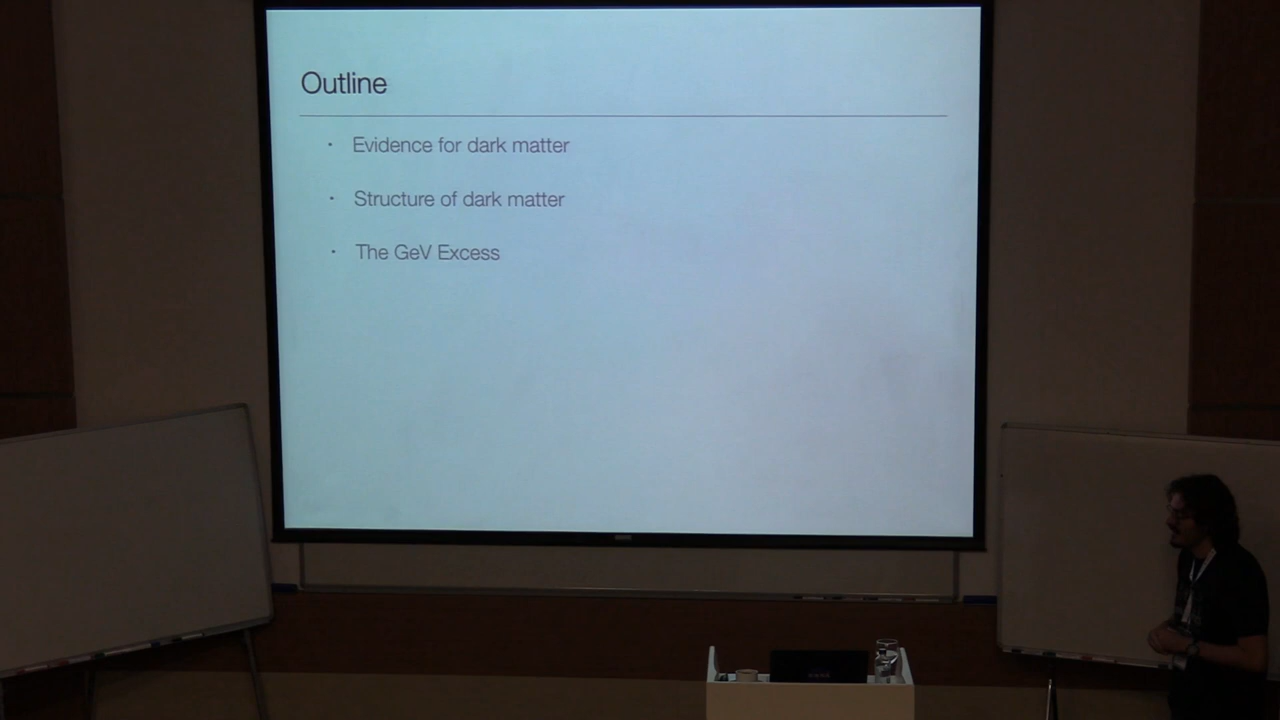 Outline
• Evidence for dark matter
• Structure of dark matter
• The GeV Excess